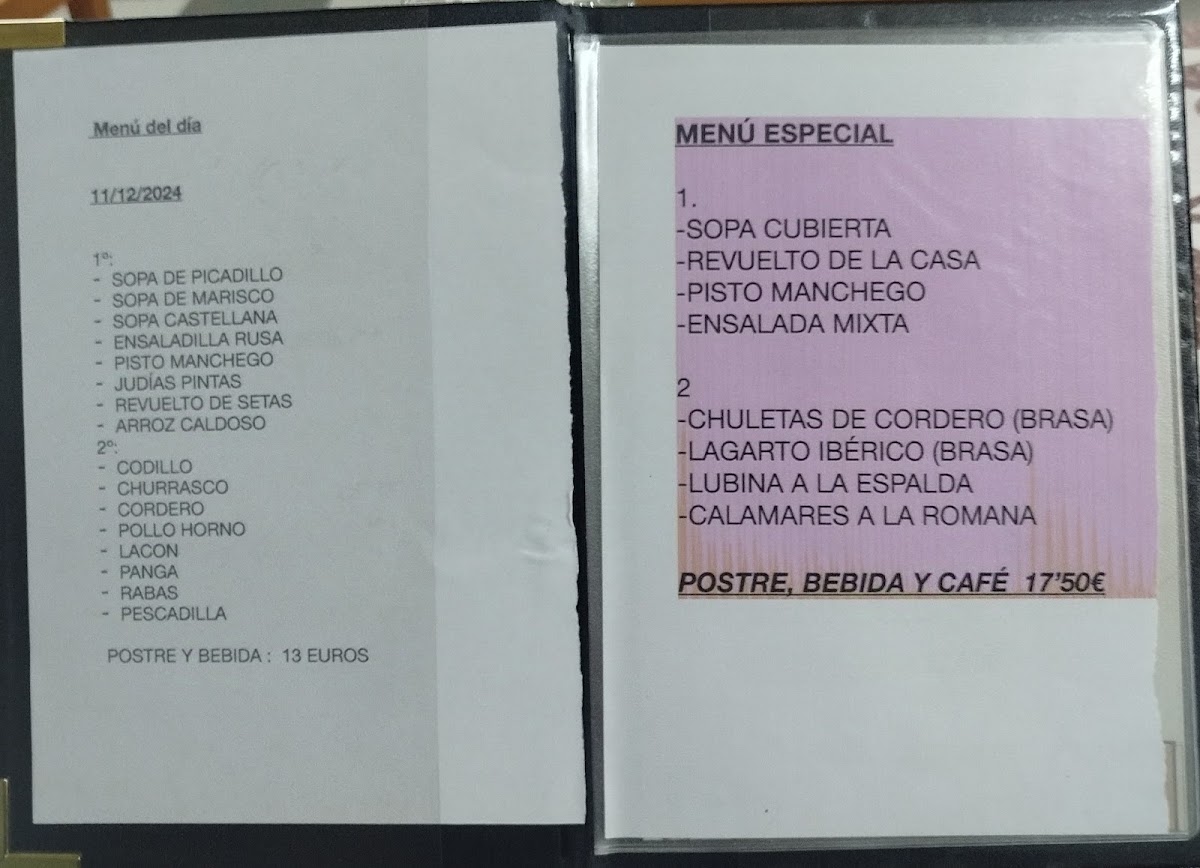 Menú del día
11/12/2024
1º:
- SOPA DE PICADILLO
- SOPA DE MARISCO
- SOPA CASTELLANA
- ENSALADILLA RUSA
- PISTO MANCHEGO
- JUDÍAS PINTAS
- REVUELTO DE SETAS
- ARROZ CALDOSO
2º:
- CODILLO
- CHURRASCO
- CORDERO
- POLLO HORNO
- LACON
- PANGA
- RABAS
- PESCADILLA
POSTRE Y BEBIDA : 13 EUROS
MENÚ ESPECIAL
1.
-SOPA CUBIERTA
-REVUELTO DE LA CASA
-PISTO MANCHEGO
-ENSALADA MIXTA
2
-CHULETAS DE CORDERO (BRASA)
-LAGARTO IBÉRICO (BRASA)
-LUBINA A LA ESPALDA
-CALAMARES A LA ROMANA
POSTRE, BEBIDA Y CAFÉ 17'50€